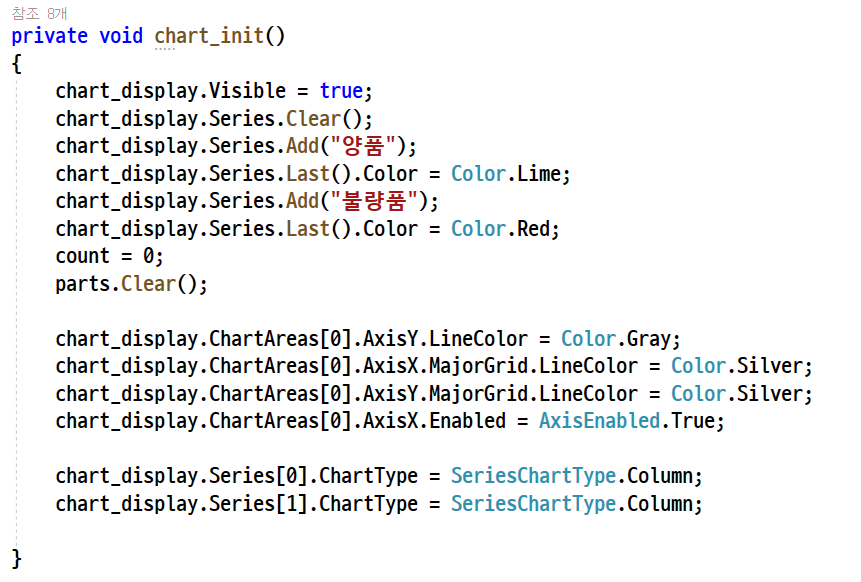 참조 8개
private void chart_init()
{
chart_display.Visible = true;
chart_display.Series.Clear();
chart_display.Series.Add("양품");
chart_display.Series.Last().Color = Color.Lime;
chart_display.Series.Add("불량품");
chart_display.Series.Last().Color = Color.Red;
count = 0;
parts.Clear();
chart_display.ChartAreas[0].AxisY.LineColor = Color.Gray;
chart_display.ChartAreas[0].AxisX.MajorGrid.LineColor = Color.Silver;
chart_display.ChartAreas[0].AxisY.MajorGrid.LineColor = Color.Silver;
chart_display.ChartAreas[0].AxisX.Enabled = AxisEnabled.True;
chart_display.Series[0].ChartType = SeriesChartType.Column;
chart_display.Series[1].ChartType = SeriesChartType.Column;
}